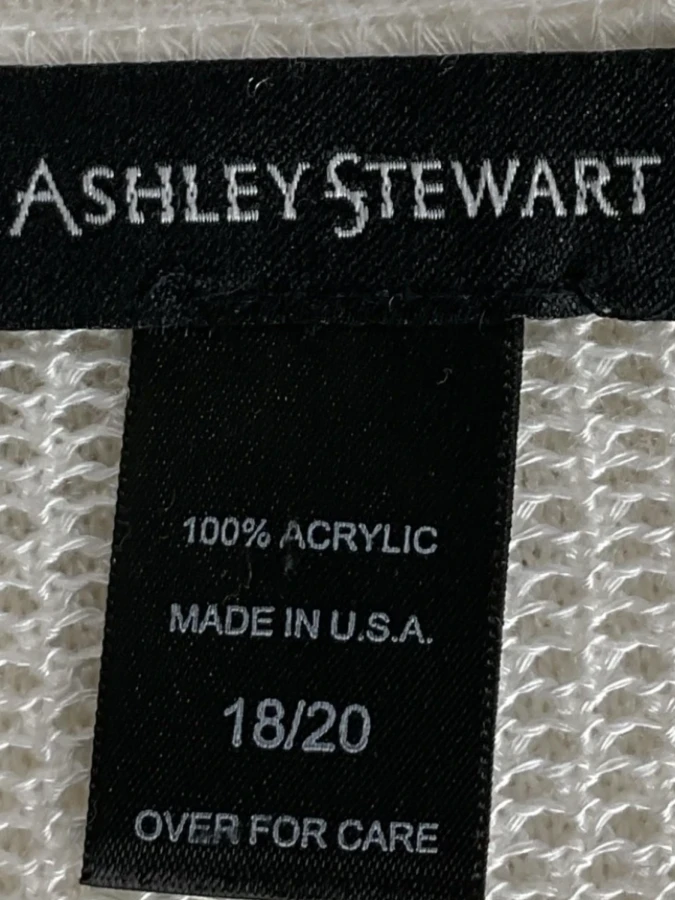 ASHLEY STEWART
100% ACRYLIC
MADE IN U.S.A.
18/20
OVER FOR CARE